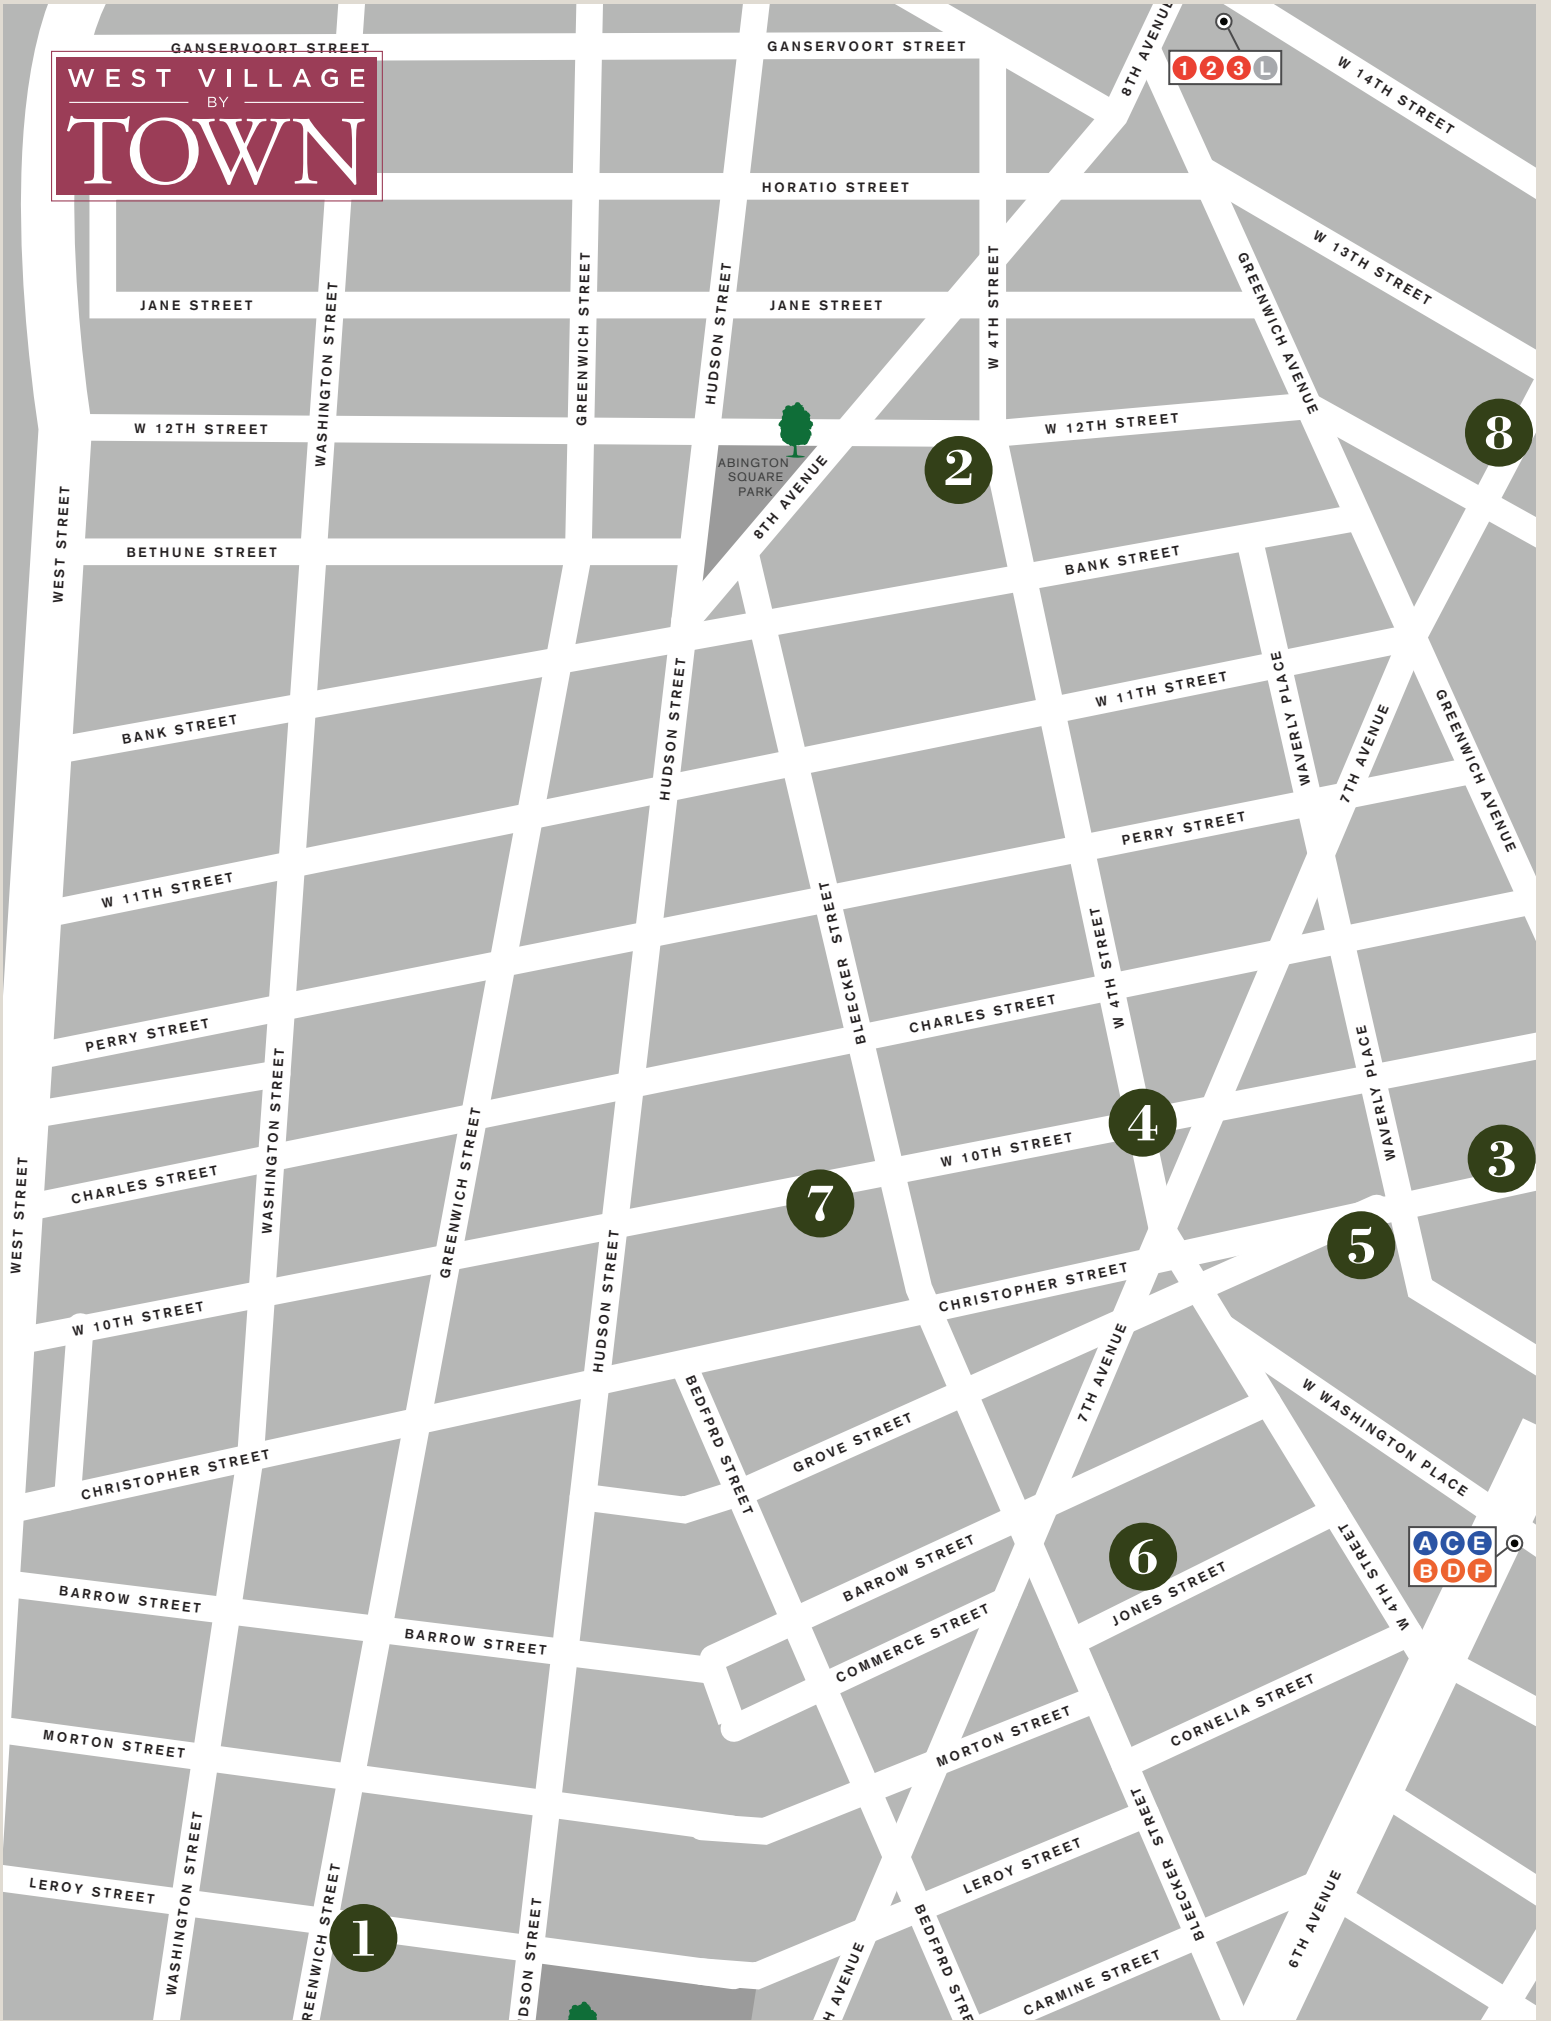 GANSERVOORT STREET
GANSERVOORT STREET
8TH AVENUE
1 2 3 L
W 14TH STREET
WEST VILLAGE
BY
TOWN
HORATIO STREET
W 13TH STREET
JANE STREET
JANE STREET
WASHINGTON STREET
GREENWICH STREET
HUDSON STREET
W 4TH STREET
GREENWICH AVENUE
W 12TH STREET
W 12TH STREET
8
2
ABINGTON
SQUARE
PARK
8TH AVENUE
WEST STREET
BETHUNE STREET
BANK STREET
BANK STREET
HUDSON STREET
W 11TH STREET
WAVERLY PLACE
7TH AVENUE
GREENWICH AVENUE
W 11TH STREET
PERRY STREET
BLEECKER STREET
W 4TH STREET
PERRY STREET
CHARLES STREET
WASHINGTON STREET
GREENWICH STREET
WAVERLY PLACE
4
W 10TH STREET
3
WEST STREET
CHARLES STREET
7
5
HUDSON STREET
W 10TH STREET
CHRISTOPHER STREET
7TH AVENUE
BEDFPRD STREET
GROVE STREET
W WASHINGTON PLACE
CHRISTOPHER STREET
A C E
B D F
W 4TH STREET
6
BARROW STREET
JONES STREET
BARROW STREET
BARROW STREET
COMMERCE STREET
CORNELIA STREET
MORTON STREET
MORTON STREET
BLEECKER STREET
LEROY STREET
LEROY STREET
WASHINGTON STREET
REENWICH STREET
1
DSON STREET
H AVENUE
BEDFPRD STRE
CARMINE STREET
6TH AVENUE